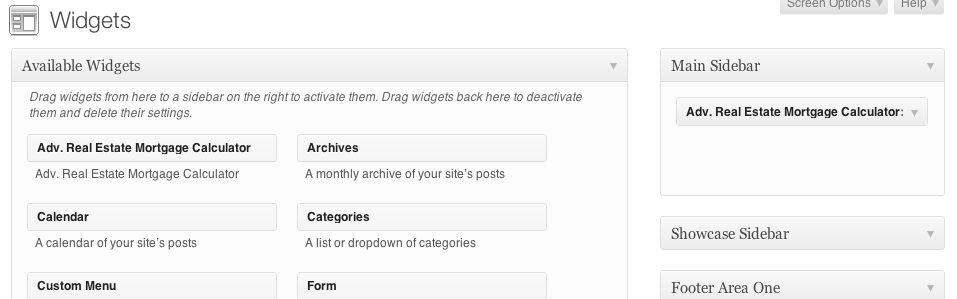 Screen Options
Help
Widgets
Available Widgets
Drag widgets from here to a sidebar on the right to activate them. Drag widgets back here to deactivate
them and delete their settings.
Adv. Real Estate Mortgage Calculator
Archives
Adv. Real Estate Mortgage Calculator
A monthly archive of your site’s posts
Calendar
Categories
A calendar of your site’s posts
A list or dropdown of categories
Custom Menu
Form
Main Sidebar
Adv. Real Estate Mortgage Calculator:
Showcase Sidebar
Footer Area One